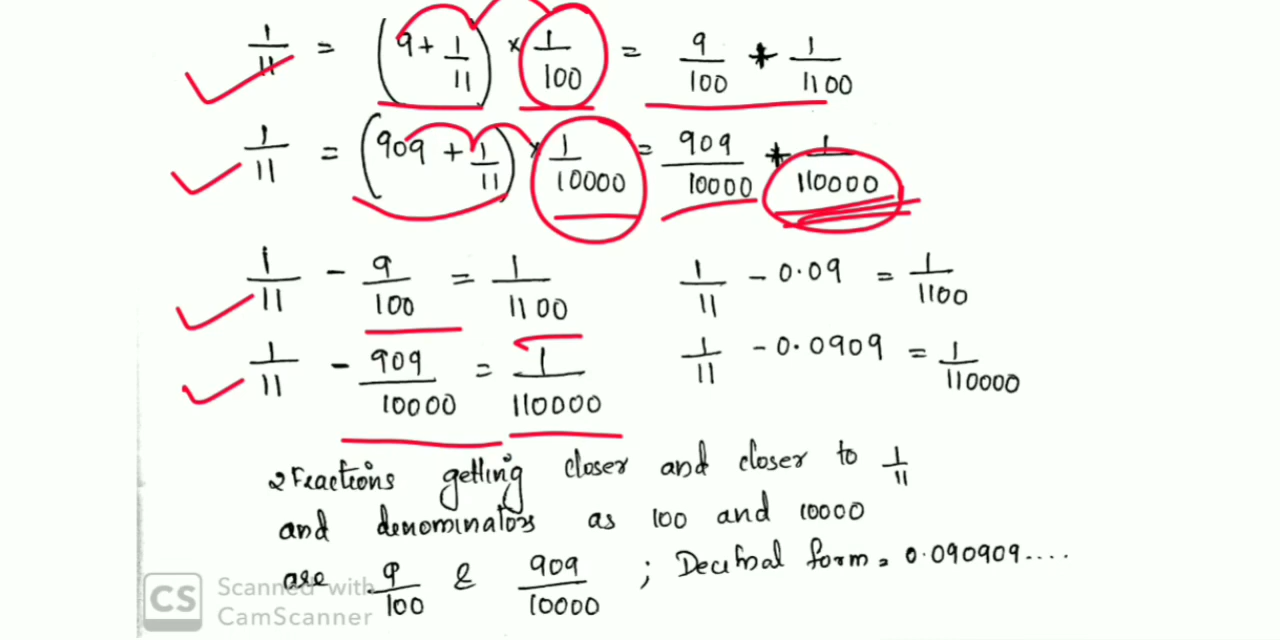 1/11 = (9 + 1/11) × 1/100 = 9/100 + 1/1100
1/11 = (909 + 1/11) × 1/10000 = 909/10000 + 1/110000
1/11 - 9/100 = 1/1100 1/11 - 0.09 = 1/1100
1/11 - 909/10000 = 1/110000 1/11 - 0.0909 = 1/110000
2 Fractions getting closer and closer to 1/11
and denominators as 100 and 10000
are 9/100 & 909/10000 ; Decimal form = 0.090909....
CS Scanned with
CamScanner